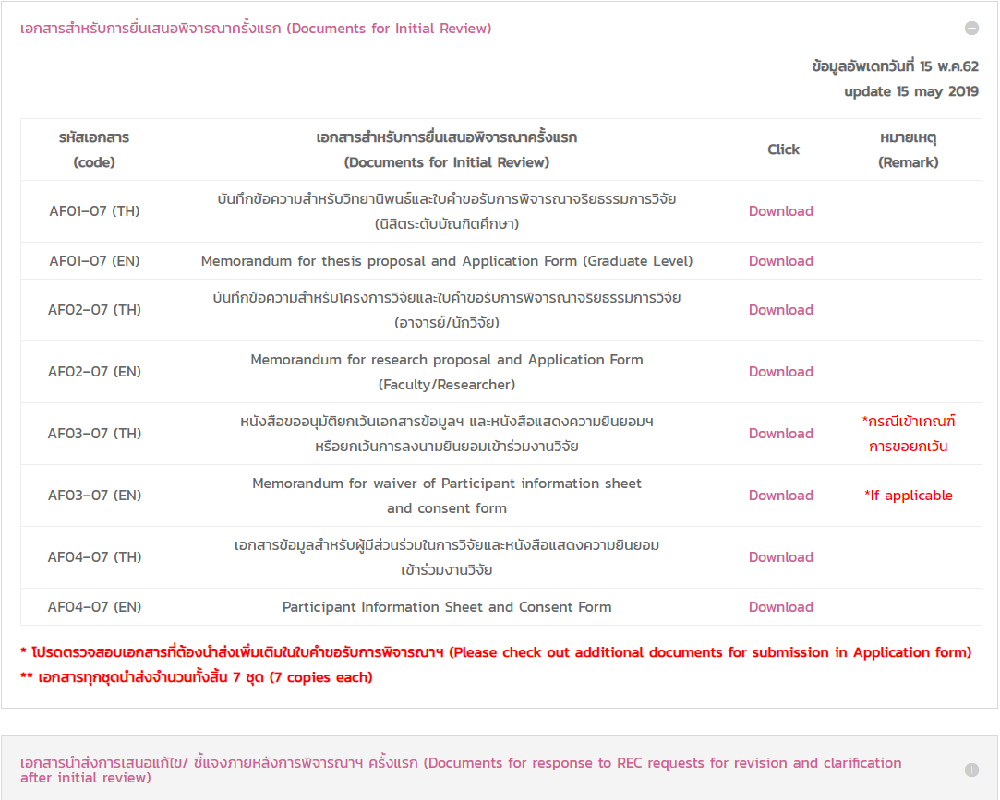 เอกสารสำหรับการยื่นเสนอพิจารณาครั้งแรก (Documents for Initial Review)
ข้อมูลอัพเดทวันที่ 15 พ.ค.62
update 15 may 2019
รหัสเอกสาร
(code)
เอกสารสำหรับการยื่นเสนอพิจารณาครั้งแรก
(Documents for Initial Review)
Click
หมายเหตุ
(Remark)
AF01–07 (TH)
บันทึกข้อความสำหรับวิทยานิพนธ์และใบคำขอรับการพิจารณาจริยธรรมการวิจัย
(นิสิตระดับบัณฑิตศึกษา)
Download
AF01–07 (EN)
Memorandum for thesis proposal and Application Form (Graduate Level)
Download
AF02–07 (TH)
บันทึกข้อความสำหรับโครงการวิจัยและใบคำขอรับการพิจารณาจริยธรรมการวิจัย
(อาจารย์/นักวิจัย)
Download
AF02–07 (EN)
Memorandum for research proposal and Application Form
(Faculty/Researcher)
Download
AF03–07 (TH)
หนังสือขออนุมัติยกเว้นเอกสารข้อมูลฯ และหนังสือแสดงความยินยอมฯ
หรือยกเว้นการลงนามยินยอมเข้าร่วมงานวิจัย
Download
*กรณีเข้าเกณฑ์
การขอยกเว้น
AF03–07 (EN)
Memorandum for waiver of Participant information sheet
and consent form
Download
*If applicable
AF04–07 (TH)
เอกสารข้อมูลสำหรับผู้มีส่วนร่วมในการวิจัยและหนังสือแสดงความยินยอม
เข้าร่วมงานวิจัย
Download
AF04–07 (EN)
Participant Information Sheet and Consent Form
Download
* โปรดตรวจสอบเอกสารที่ต้องนำส่งเพิ่มเติมในใบคำขอรับการพิจารณาฯ (Please check out additional documents for submission in Application form)
** เอกสารทุกชุดนำส่งจำนวนทั้งสิ้น 7 ชุด (7 copies each)
เอกสารนำส่งการเสนอแก้ไข/ ชี้แจงภายหลังการพิจารณาฯ ครั้งแรก (Documents for response to REC requests for revision and clarification
after initial review)